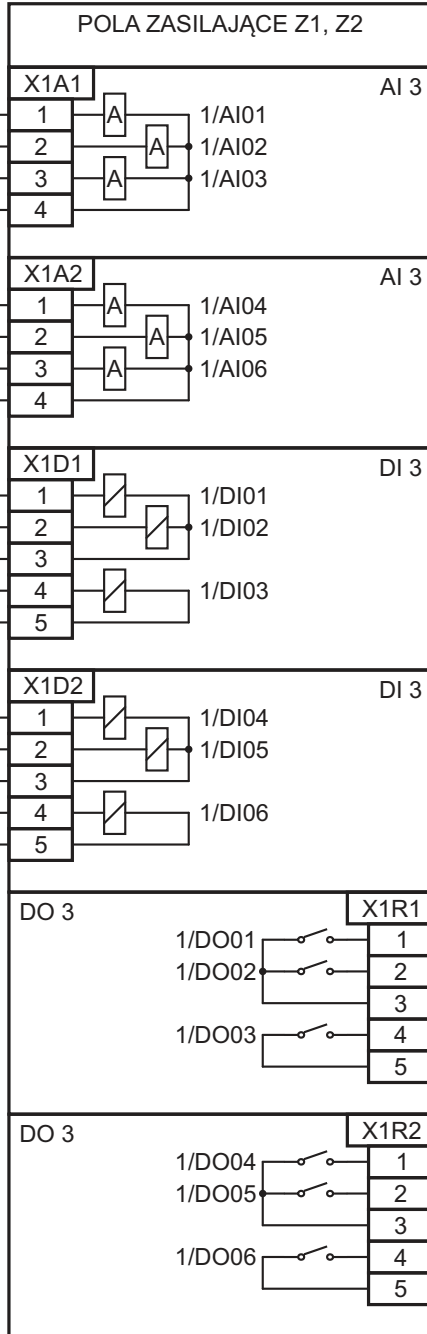 POLA ZASILAJĄCE Z1, Z2
X1A1 AI 3
1 A 1/AI01
2 A 1/AI02
3 A 1/AI03
4
X1A2 AI 3
1 A 1/AI04
2 A 1/AI05
3 A 1/AI06
4
X1D1 DI 3
1 1/DI01
2 1/DI02
3
4 1/DI03
5
X1D2 DI 3
1 1/DI04
2 1/DI05
3
4 1/DI06
5
DO 3 X1R1
1/DO01 1
1/DO02 2
3
1/DO03 4
5
DO 3 X1R2
1/DO04 1
1/DO05 2
3
1/DO06 4
5